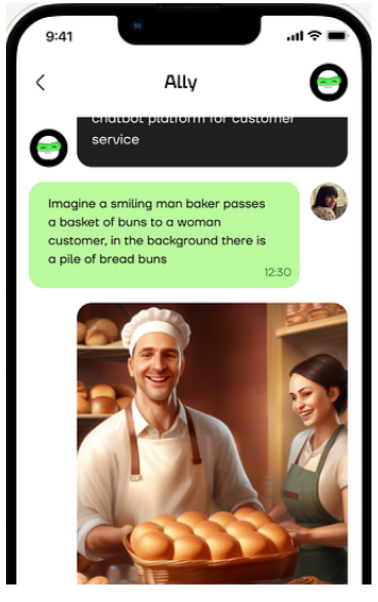 9:41
Ally
chatbot platform for customer
service
Imagine a smiling man baker passes
a basket of buns to a woman
customer, in the background there is
a pile of bread buns
12:30